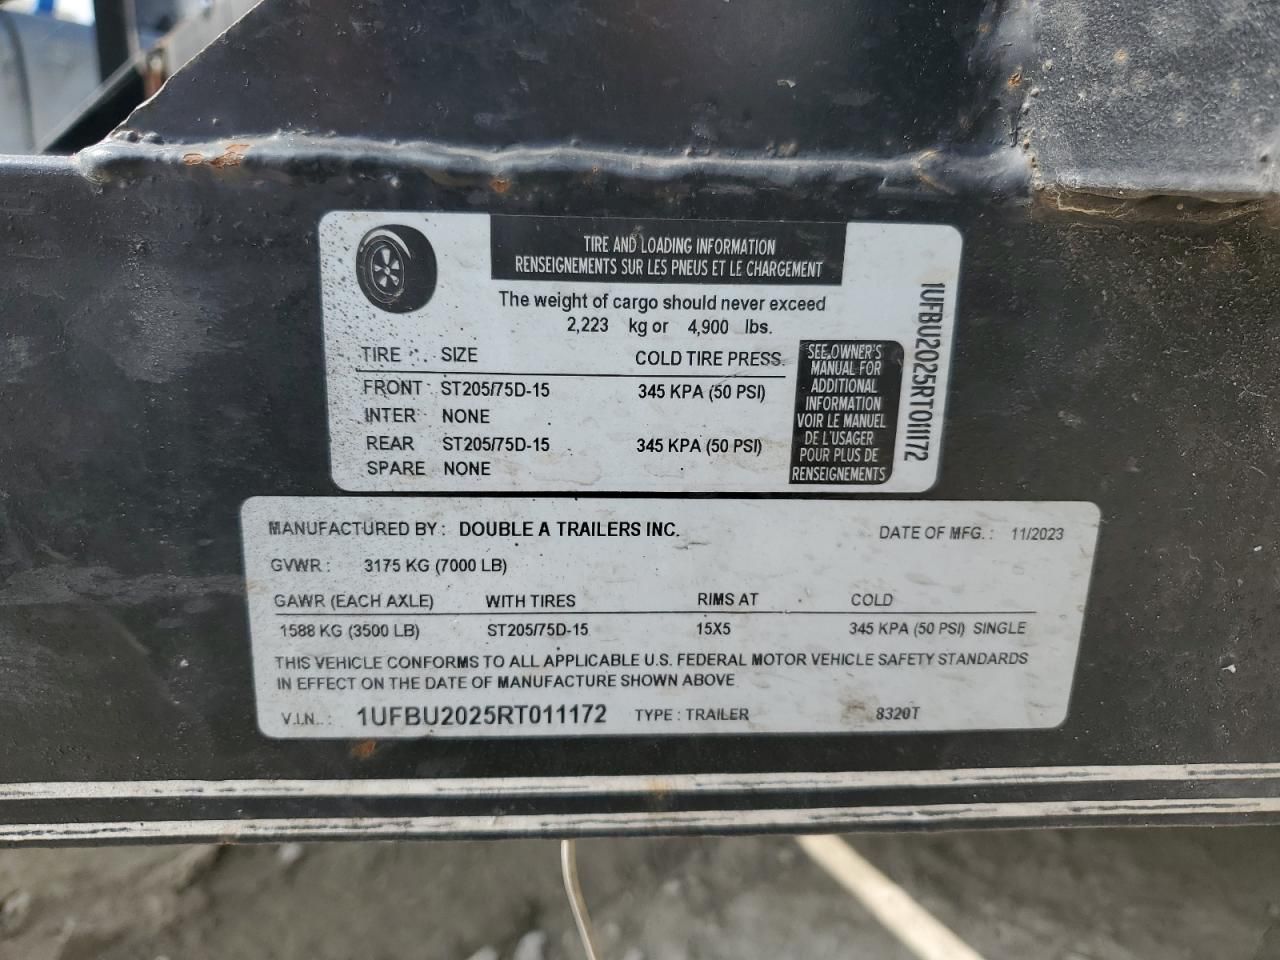 TIRE AND LOADING INFORMATION
RENSEIGNEMENTS SUR LES PNEUS ET LE CHARGEMENT
The weight of cargo should never exceed
2,223 kg or 4,900 lbs.
TIRE SIZE COLD TIRE PRESS.
FRONT ST205/75D-15 345 KPA (50 PSI)
INTER NONE
REAR ST205/75D-15 345 KPA (50 PSI)
SPARE NONE
SEE OWNER'S
MANUAL FOR
ADDITIONAL
INFORMATION
VOIR LE MANUEL
DE L'USAGER
POUR PLUS DE
RENSEIGNEMENTS
1UFBU2025RT011172
MANUFACTURED BY: DOUBLE A TRAILERS INC. DATE OF MFG.: 11/2023
GVWR: 3175 KG (7000 LB)
GAWR (EACH AXLE) WITH TIRES RIMS AT COLD
1588 KG (3500 LB) ST205/75D-15 15X5 345 KPA (50 PSI) SINGLE
THIS VEHICLE CONFORMS TO ALL APPLICABLE U.S. FEDERAL MOTOR VEHICLE SAFETY STANDARDS
IN EFFECT ON THE DATE OF MANUFACTURE SHOWN ABOVE
V.I.N.: 1UFBU2025RT011172 TYPE: TRAILER 8320T